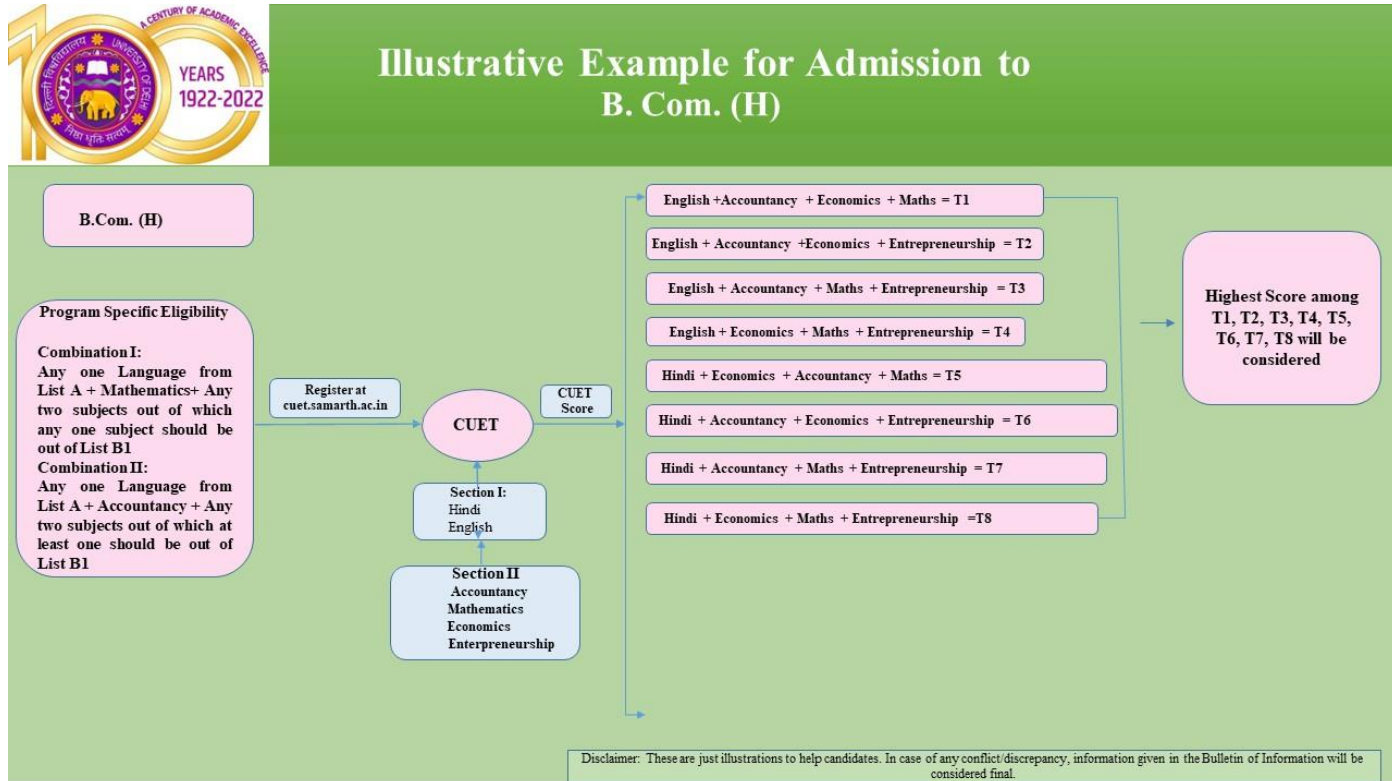 A CENTURY OF ACADEMIC EXCELLENCE
दिल्ली विश्वविद्यालय
UNIVERSITY OF DELHI
निष्ठा धृतिः सत्यम्
YEARS
1922-2022
Illustrative Example for Admission to
B. Com. (H)
B.Com. (H)
Program Specific Eligibility
Combination I:
Any one Language from
List A + Mathematics+ Any
two subjects out of which
any one subject should be
out of List B1
Combination II:
Any one Language from
List A + Accountancy + Any
two subjects out of which at
least one should be out of
List B1
Register at
cuet.samarth.ac.in
CUET
Section I:
Hindi
English
Section II
Accountancy
Mathematics
Economics
Enterpreneurship
CUET
Score
English +Accountancy + Economics + Maths = T1
English + Accountancy +Economics + Entrepreneurship = T2
English + Accountancy + Maths + Entrepreneurship = T3
English + Economics + Maths + Entrepreneurship = T4
Hindi + Economics + Accountancy + Maths = T5
Hindi + Accountancy + Economics + Entrepreneurship = T6
Hindi + Accountancy + Maths + Entrepreneurship = T7
Hindi + Economics + Maths + Entrepreneurship =T8
Highest Score among
T1, T2, T3, T4, T5,
T6, T7, T8 will be
considered
Disclaimer: These are just illustrations to help candidates. In case of any conflict/discrepancy, information given in the Bulletin of Information will be
considered final.